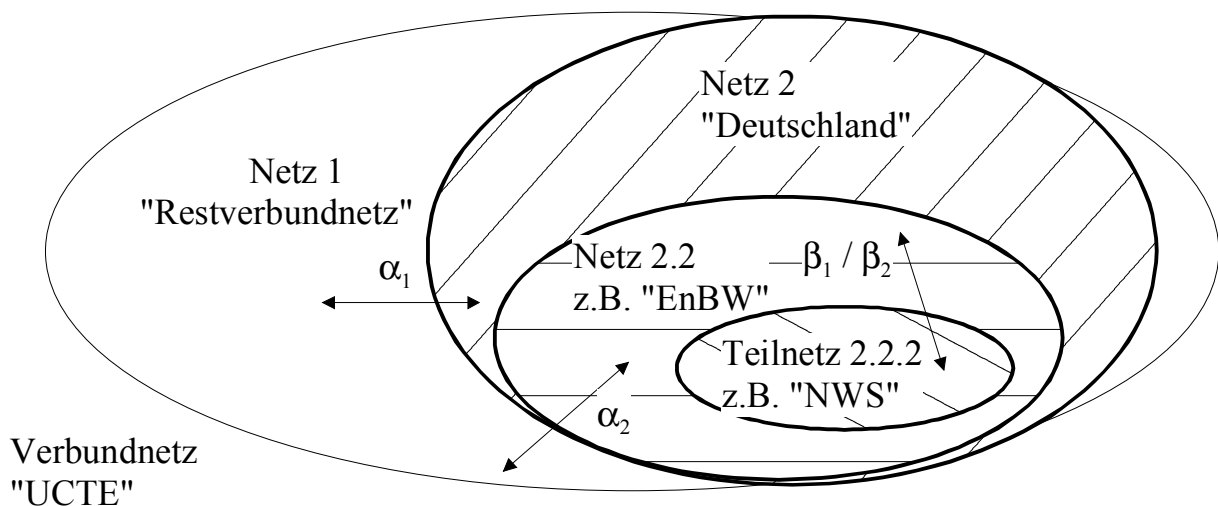 Netz 2
"Deutschland"
Netz 1
"Restverbundnetz"
α₁
Netz 2.2
z.B. "EnBW"
β₁ / β₂
Teilnetz 2.2.2
z.B. "NWS"
α₂
Verbundnetz
"UCTE"